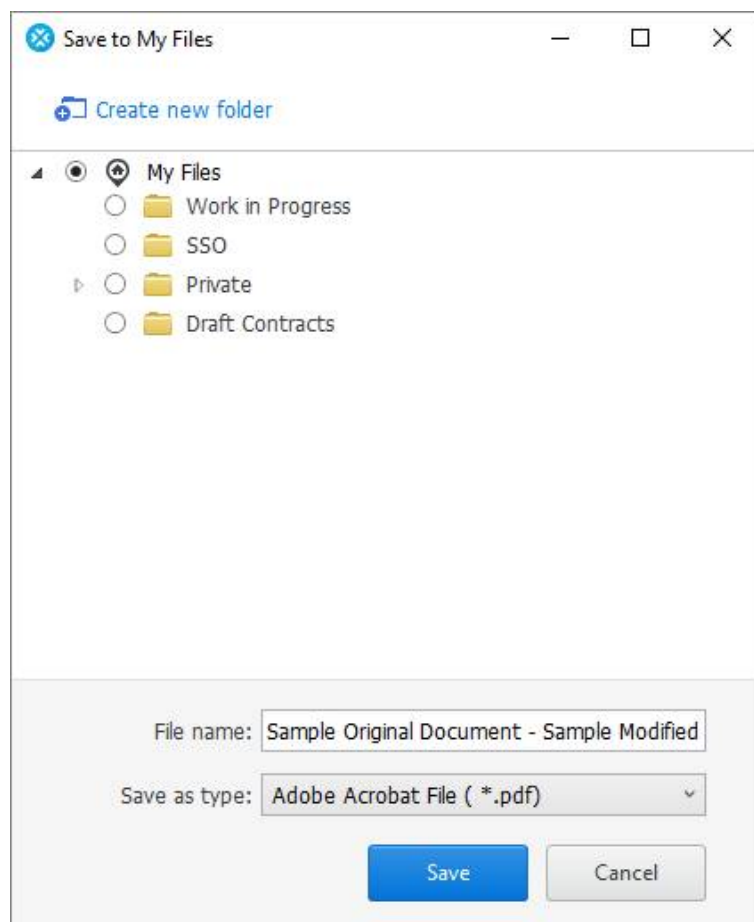 Save to My Files
Create new folder
My Files
Work in Progress
SSO
Private
Draft Contracts
File name: Sample Original Document - Sample Modified
Save as type: Adobe Acrobat File ( *.pdf)
Save Cancel